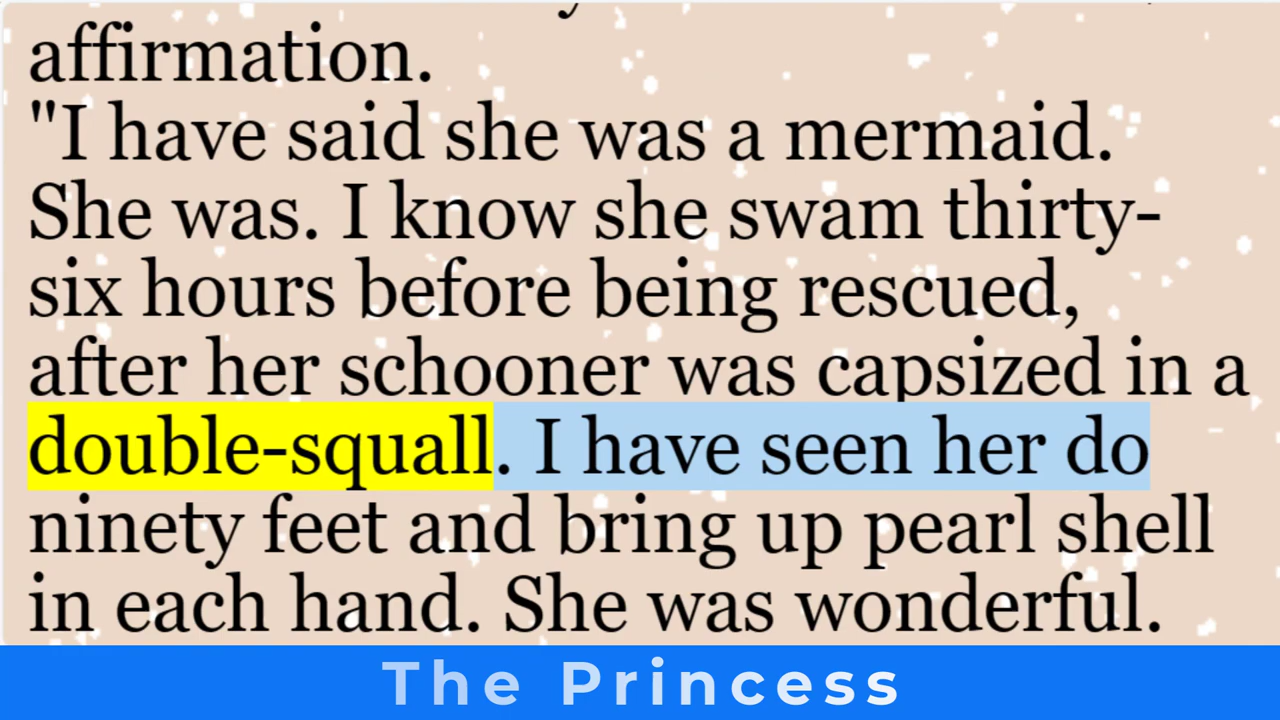 affirmation.
"I have said she was a mermaid.
She was. I know she swam thirty-
six hours before being rescued,
after her schooner was capsized in a
double-squall. I have seen her do
ninety feet and bring up pearl shell
in each hand. She was wonderful.
The Princess